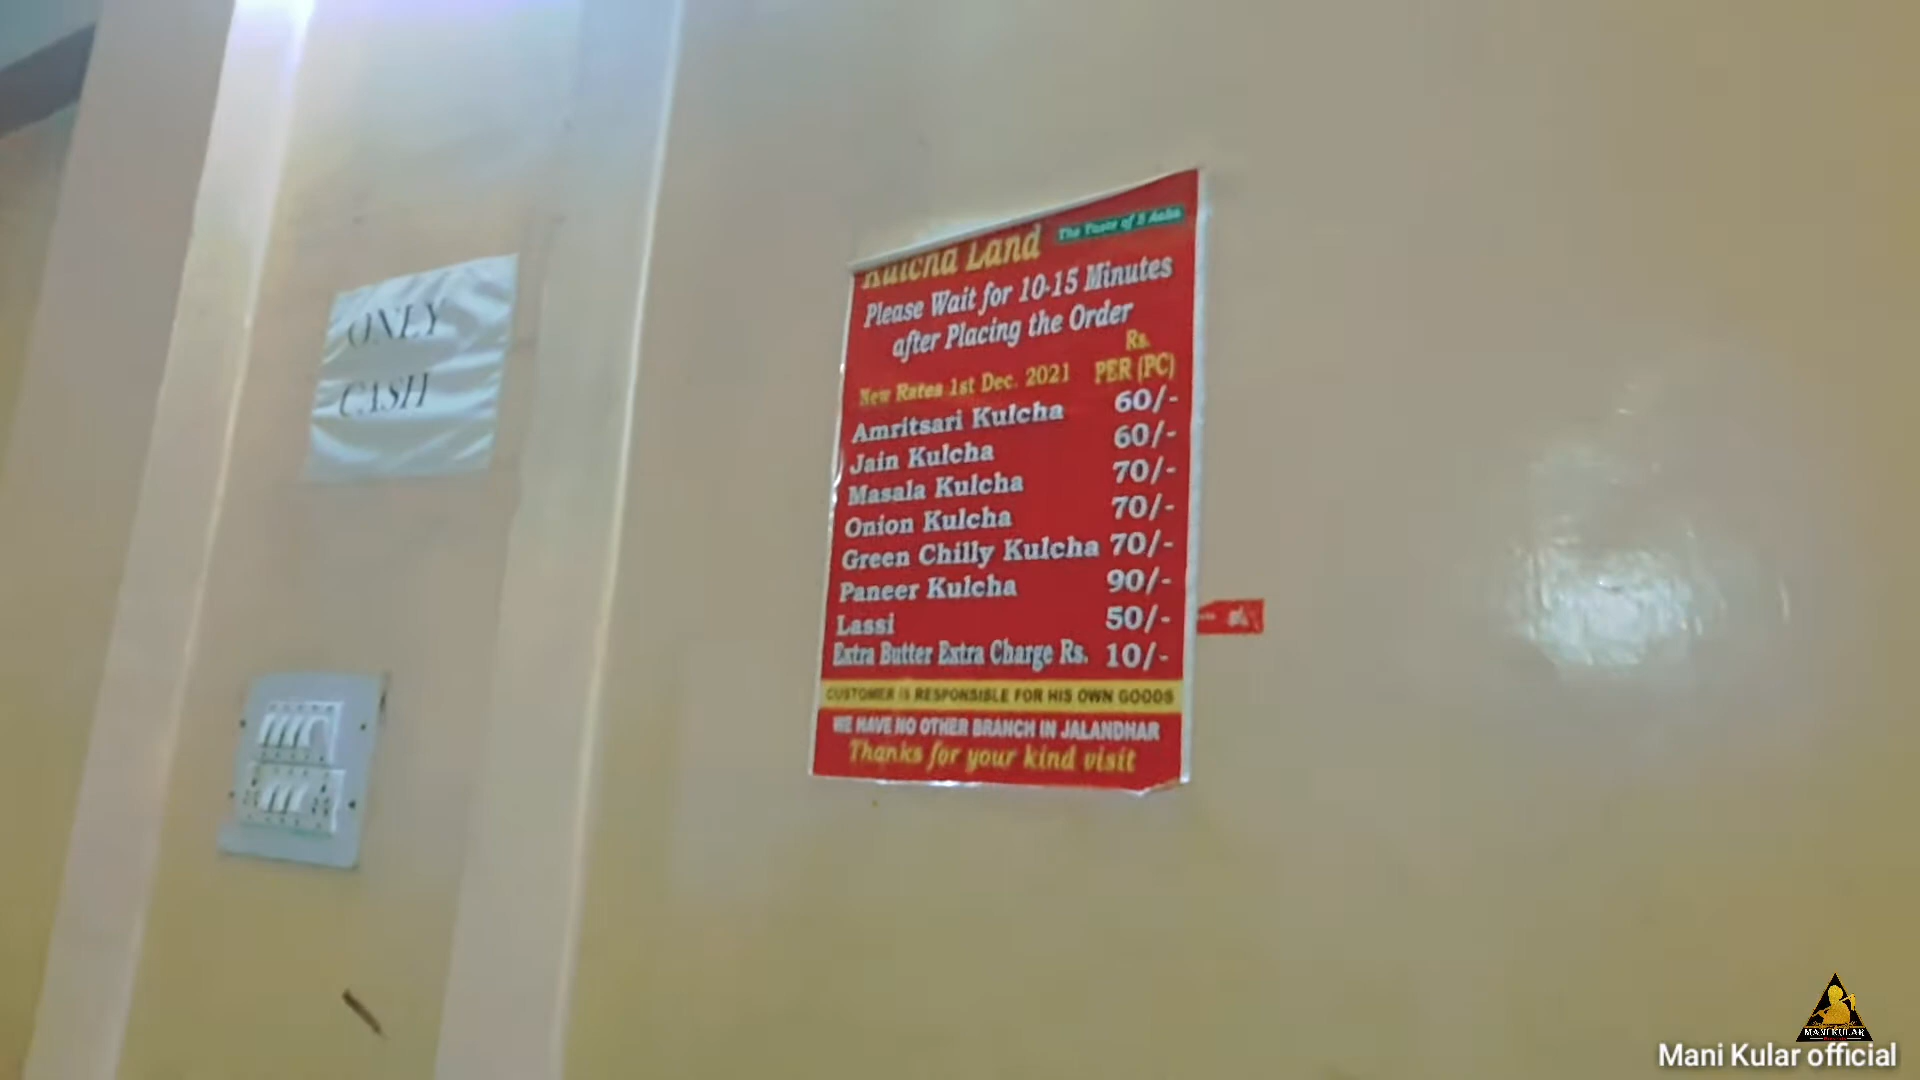 ONLY
CASH
Kulcha Land
The Taste of 5 Aabs
Please Wait for 10-15 Minutes
after Placing the Order
Rs.
New Rates 1st Dec. 2021 PER (PC)
Amritsari Kulcha 60/-
Jain Kulcha 60/-
Masala Kulcha 70/-
Onion Kulcha 70/-
Green Chilly Kulcha 70/-
Paneer Kulcha 90/-
Lassi 50/-
Extra Butter Extra Charge Rs. 10/-
CUSTOMER IS RESPONSIBLE FOR HIS OWN GOODS
WE HAVE NO OTHER BRANCH IN JALANDHAR
Thanks for your kind visit
MANI KULAR
Mani Kular official